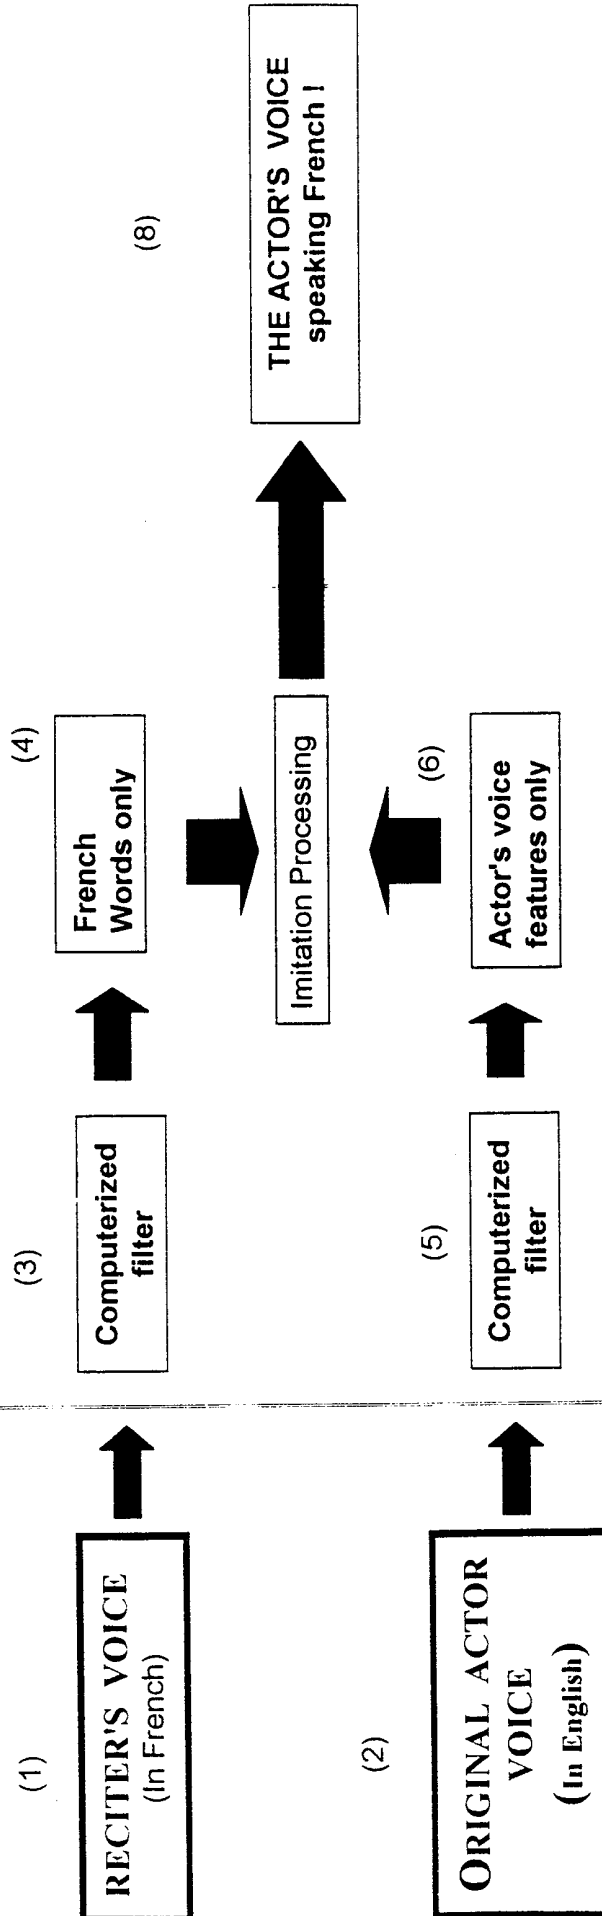 (1)
RECITER'S VOICE
(In French)
(3)
Computerized
filter
(4)
French
Words only
(2)
ORIGINAL ACTOR
VOICE
(In English)
(5)
Computerized
filter
(6)
Actor's voice
features only
Imitation Processing
(8)
THE ACTOR'S VOICE
speaking French !